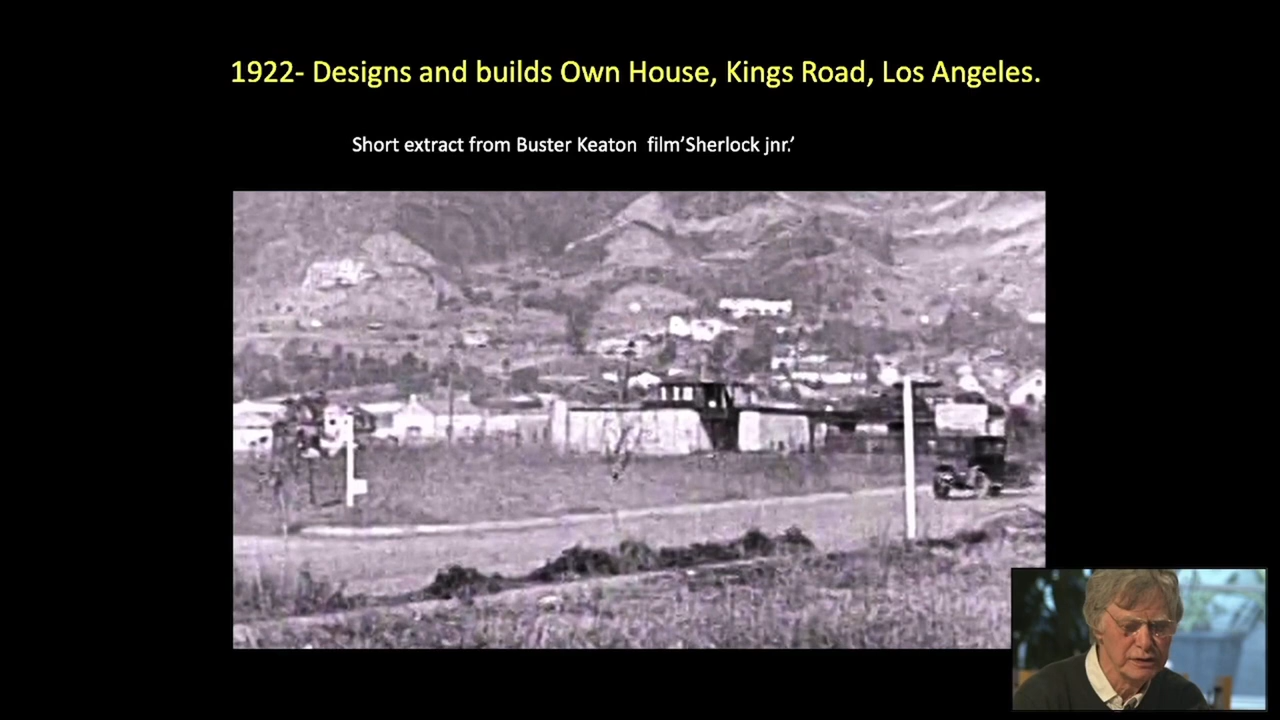 1922- Designs and builds Own House, Kings Road, Los Angeles.
Short extract from Buster Keaton  film’Sherlock jnr.’